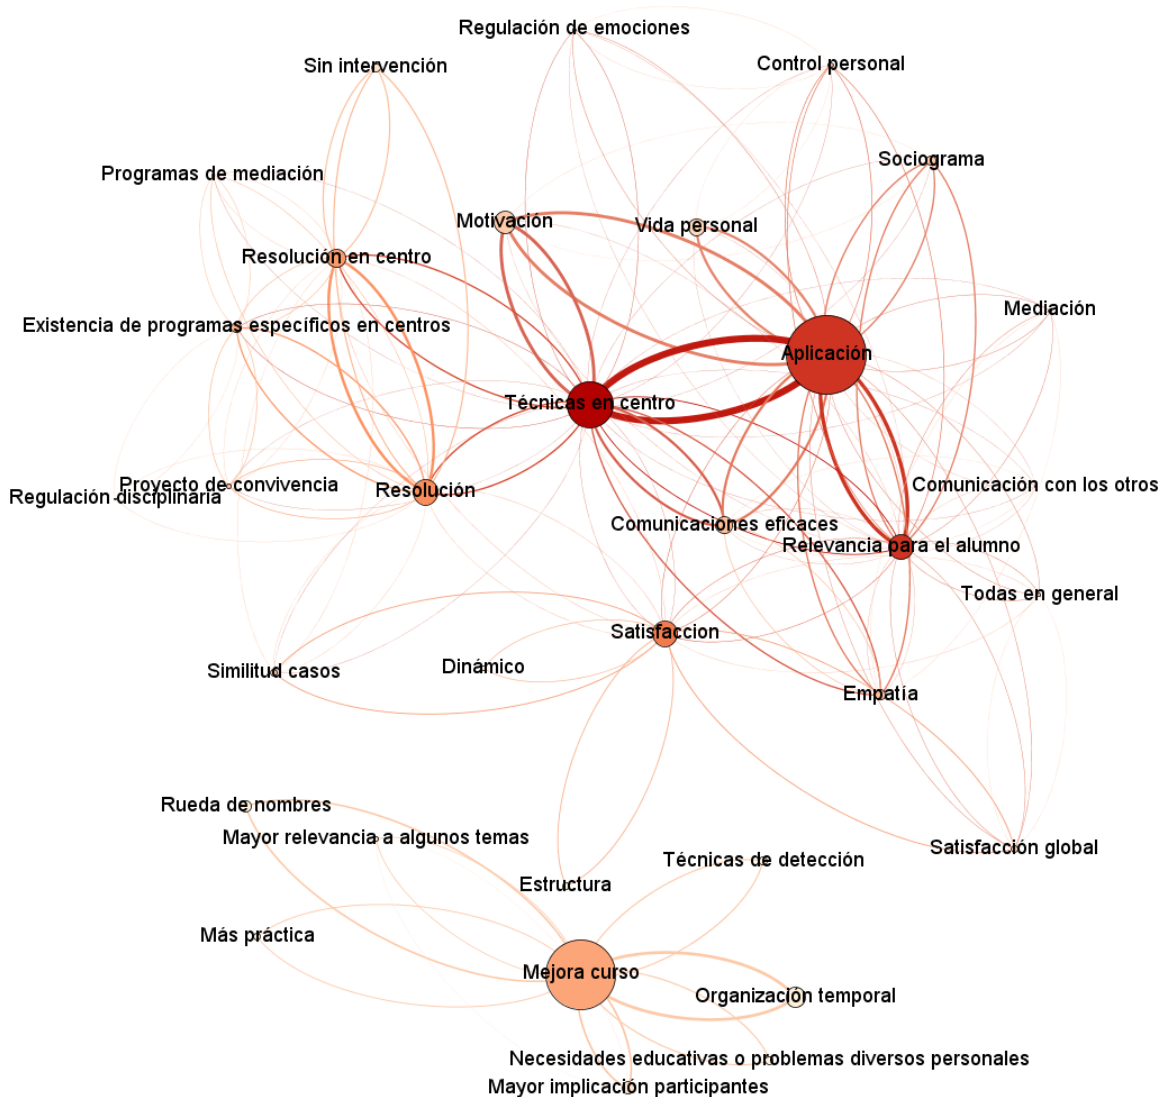 Regulación de emociones
Sin intervención
Control personal
Sociograma
Programas de mediación
Motivación
Vida personal
Resolución en centro
Mediación
Existencia de programas específicos en centros
Aplicación
Técnicas en centro
Proyecto de convivencia
Regulación disciplinaria
Resolución
Comunicación con los otros
Comunicaciones eficaces
Relevancia para el alumno
Todas en general
Satisfaccion
Similitud casos
Dinámico
Empatía
Rueda de nombres
Mayor relevancia a algunos temas
Satisfacción global
Técnicas de detección
Estructura
Más práctica
Mejora curso
Organización temporal
Necesidades educativas o problemas diversos personales
Mayor implicación participantes